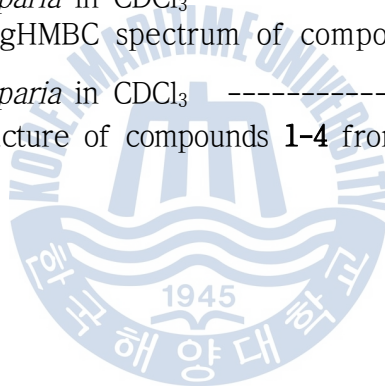 paria in CDCl₃
gHMBC spectrum of compo
paria in CDCl₃ ------------
cture of compounds 1-4 from
KOREA MARITIME UNIVERSITY
1945
한국해양대학교